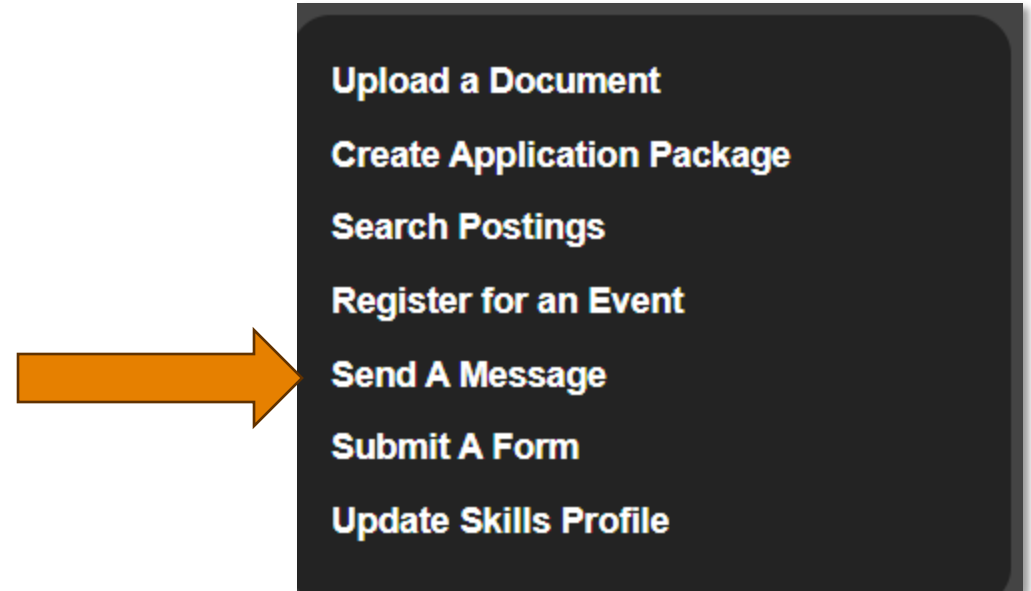 Upload a Document
Create Application Package
Search Postings
Register for an Event
Send A Message
Submit A Form
Update Skills Profile